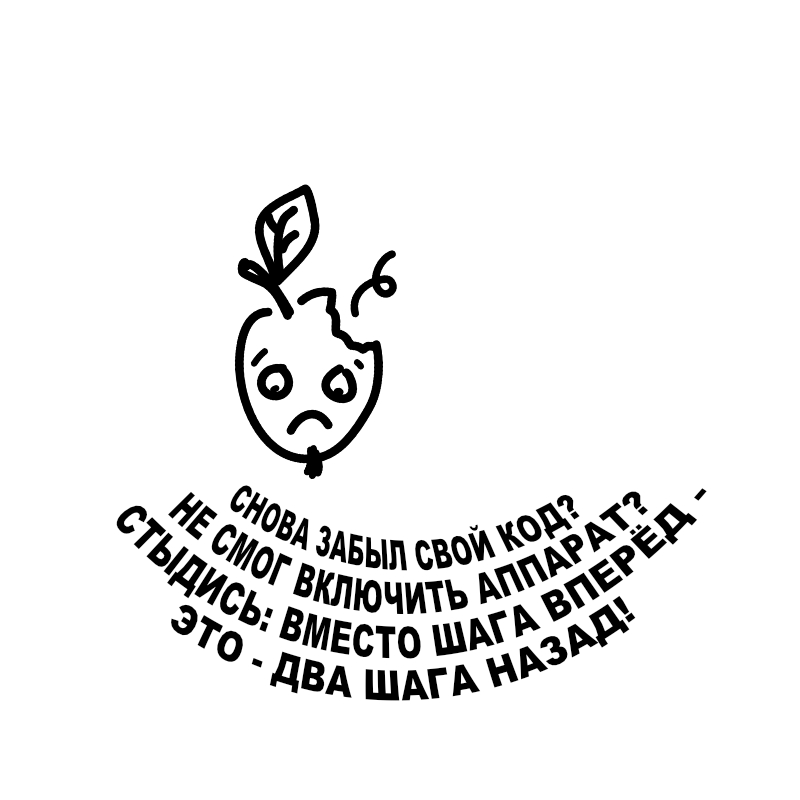 СНОВА ЗАБЫЛ СВОЙ КОД?
НЕ СМОГ ВКЛЮЧИТЬ АППАРАТ?
СТЫДИСЬ: ВМЕСТО ШАГА ВПЕРЁД -
ЭТО - ДВА ШАГА НАЗАД!